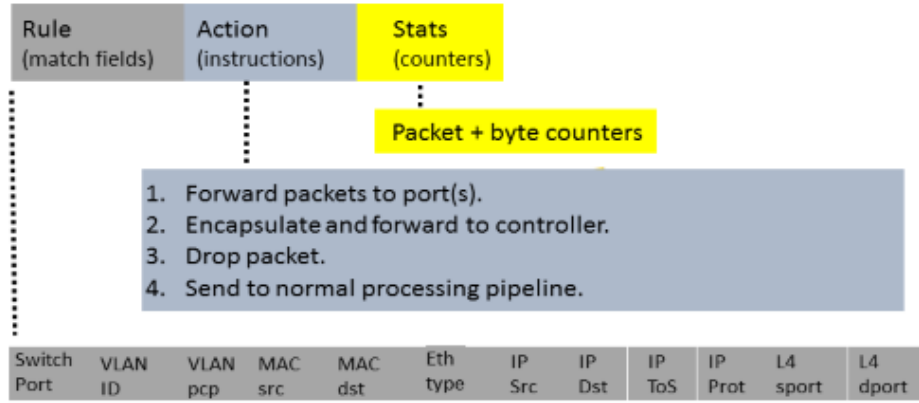 Rule Action Stats
(match fields) (instructions) (counters)
Packet + byte counters
1. Forward packets to port(s).
2. Encapsulate and forward to controller.
3. Drop packet.
4. Send to normal processing pipeline.
Switch VLAN VLAN MAC MAC Eth IP IP IP IP L4 L4
Port ID pcp src dst type Src Dst ToS Prot sport dport